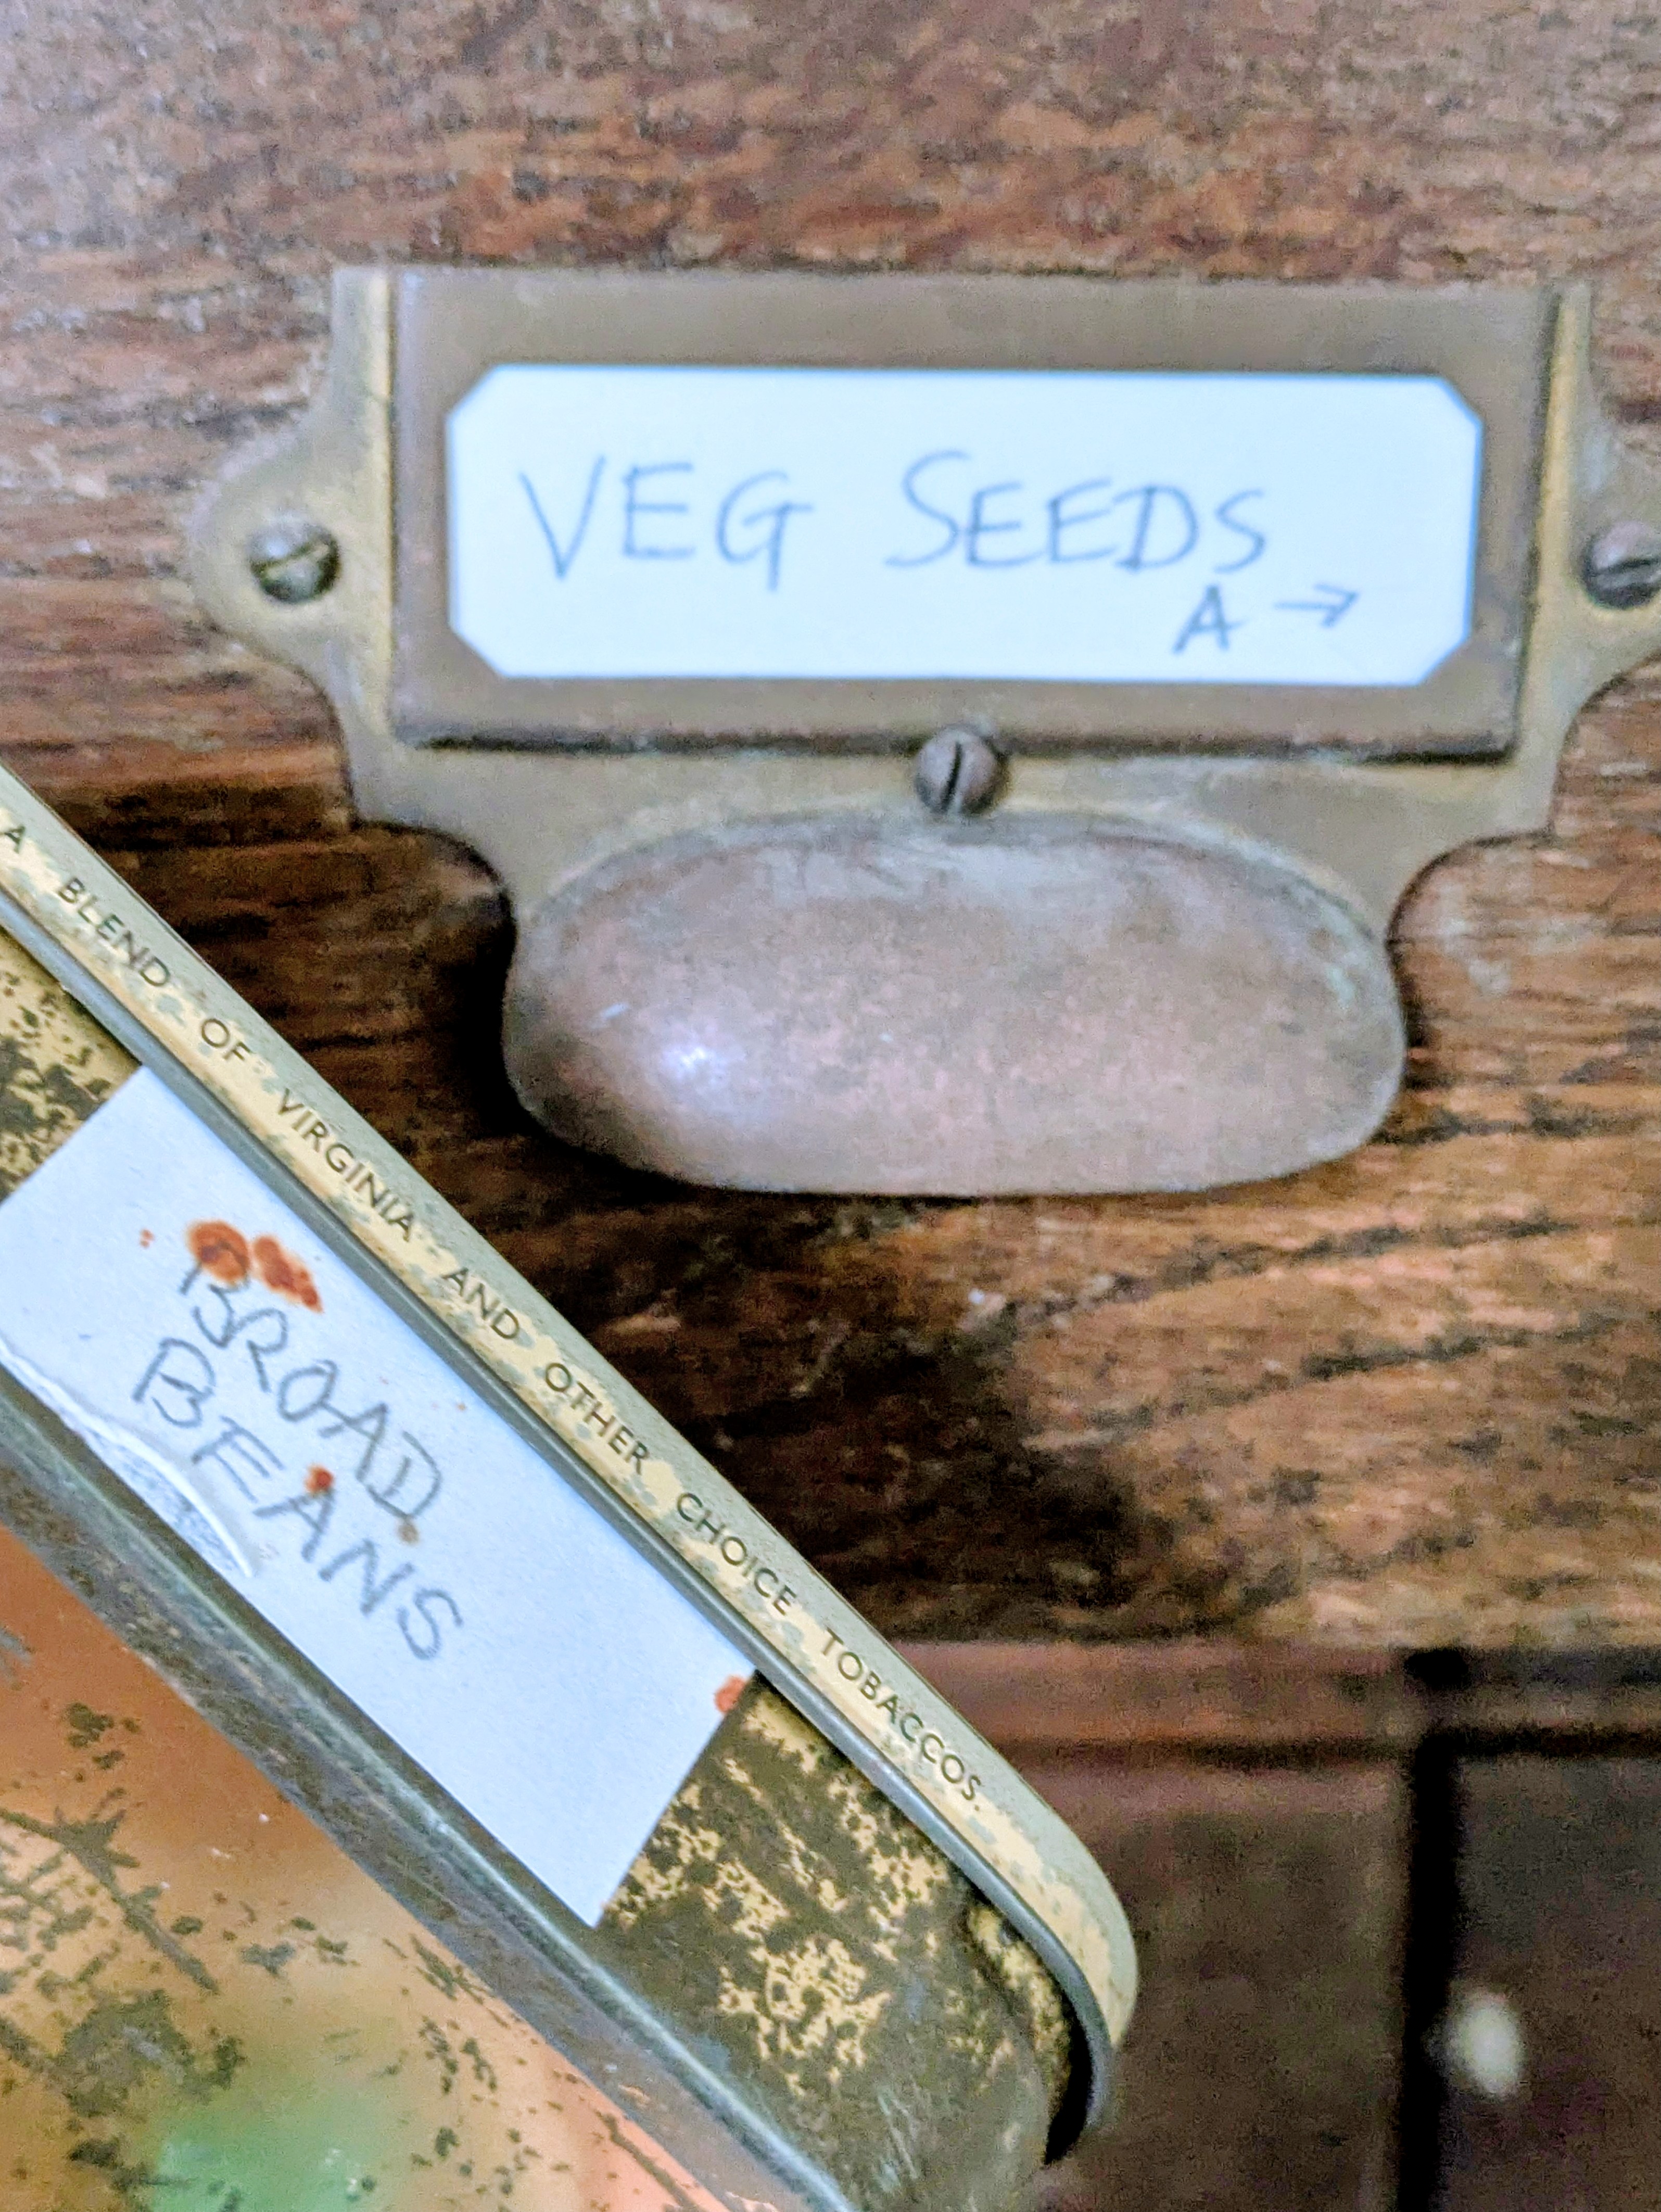 VEG SEEDS
A →
A BLEND OF VIRGINIA AND OTHER CHOICE TOBACCOS.
BROAD
BEANS